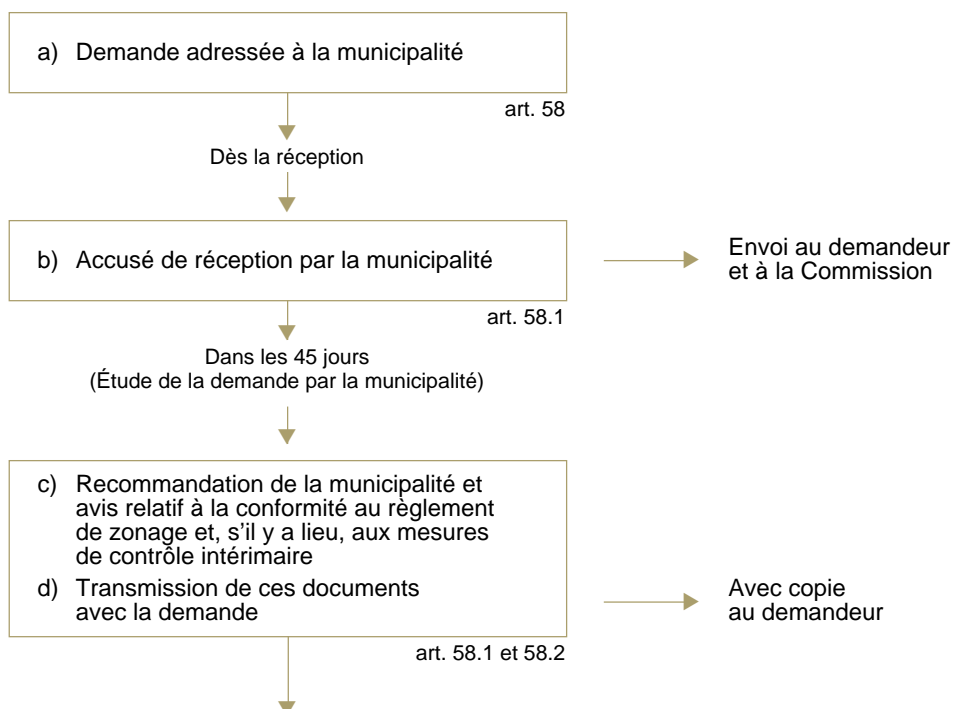 a) Demande adressée à la municipalité
art. 58
Dès la réception
b) Accusé de réception par la municipalité
Envoi au demandeur
et à la Commission
art. 58.1
Dans les 45 jours
(Étude de la demande par la municipalité)
c) Recommandation de la municipalité et
avis relatif à la conformité au règlement
de zonage et, s'il y a lieu, aux mesures
de contrôle intérimaire
d) Transmission de ces documents
avec la demande
Avec copie
au demandeur
art. 58.1 et 58.2